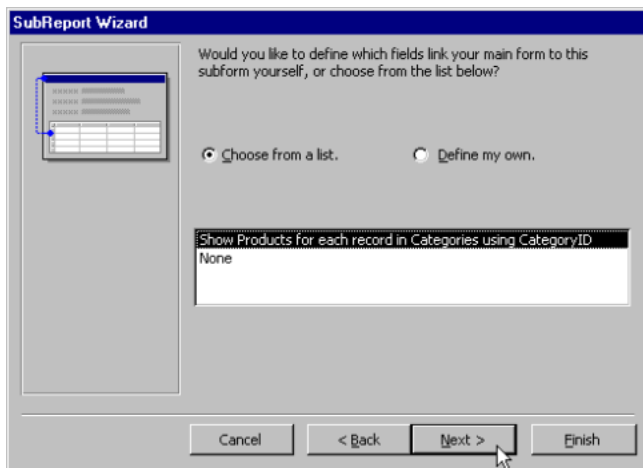 SubReport Wizard
Would you like to define which fields link your main form to this
subform yourself, or choose from the list below?
Choose from a list.
Define my own.
Show Products for each record in Categories using CategoryID
None
Cancel
< Back
Next >
Finish